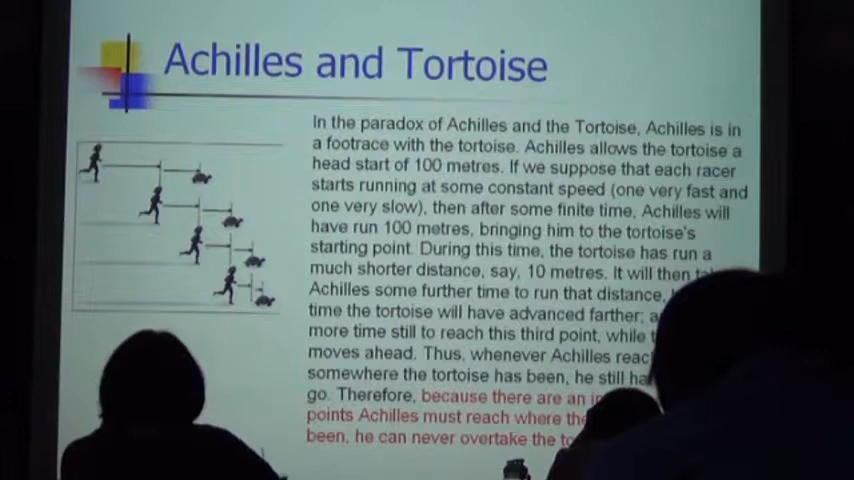 Achilles and Tortoise
In the paradox of Achilles and the Tortoise, Achilles is in
a footrace with the tortoise. Achilles allows the tortoise a
head start of 100 metres. If we suppose that each racer
starts running at some constant speed (one very fast and
one very slow), then after some finite time, Achilles will
have run 100 metres, bringing him to the tortoise's
starting point. During this time, the tortoise has run a
much shorter distance, say, 10 metres. It will then
Achilles some further time to run that distance,
time the tortoise will have advanced farther;
more time still to reach this third point, while
moves ahead. Thus, whenever Achilles
somewhere the tortoise has been, he still
go. Therefore, because there are an
points Achilles must reach where
been, he can never overtake the